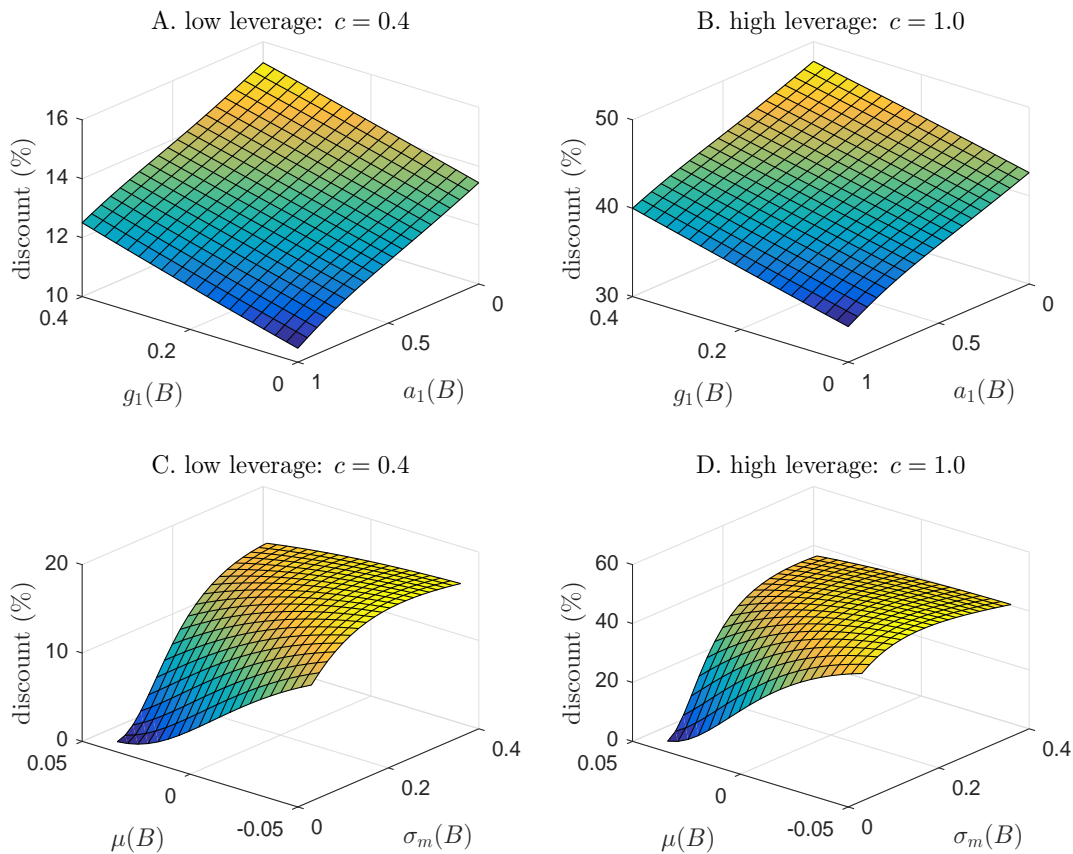 A. low leverage: c = 0.4
16
14
12
10
discount (%)
0.4
0.2
0
g₁(B)
1
0.5
0
a₁(B)
B. high leverage: c = 1.0
50
40
30
discount (%)
0.4
0.2
0
g₁(B)
1
0.5
0
a₁(B)
C. low leverage: c = 0.4
20
10
0
discount (%)
0.05
0
-0.05
μ(B)
0
0.2
0.4
σₘ(B)
D. high leverage: c = 1.0
60
40
20
0
discount (%)
0.05
0
-0.05
μ(B)
0
0.2
0.4
σₘ(B)